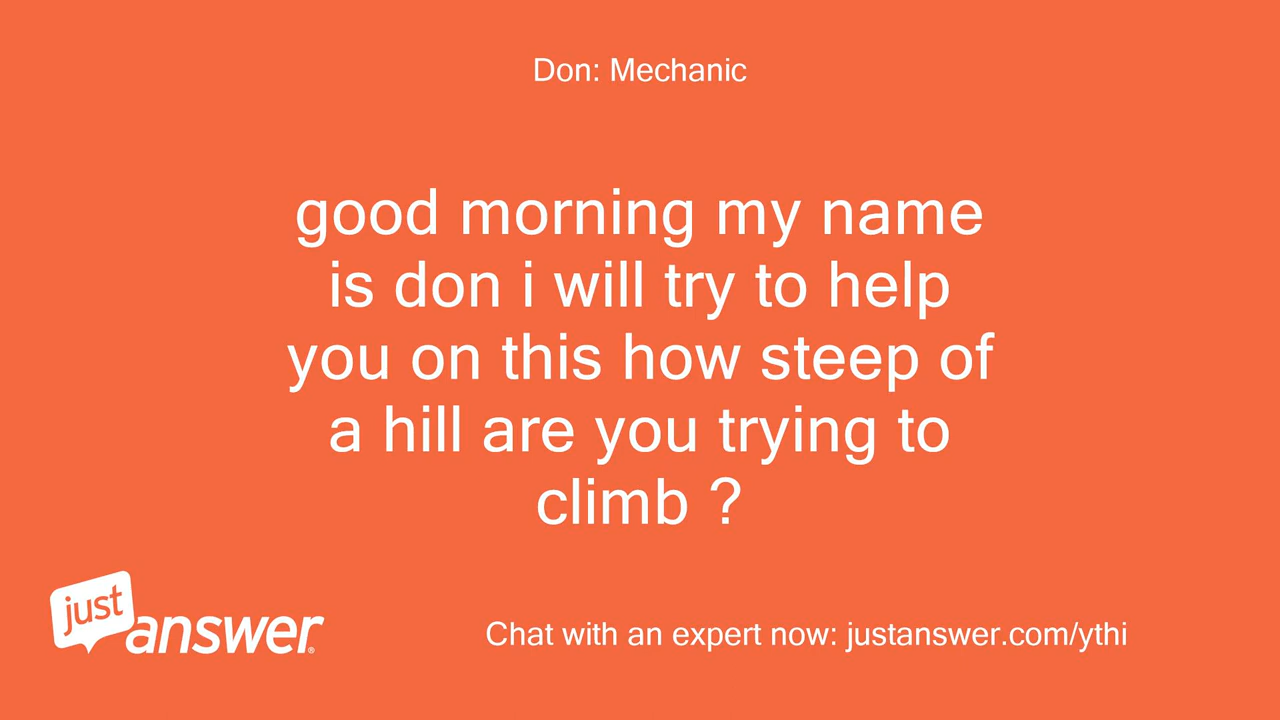 Don: Mechanic
good morning my name
is don i will try to help
you on this how steep of
a hill are you trying to
climb ?
just
answer®
Chat with an expert now: justanswer.com/ythi